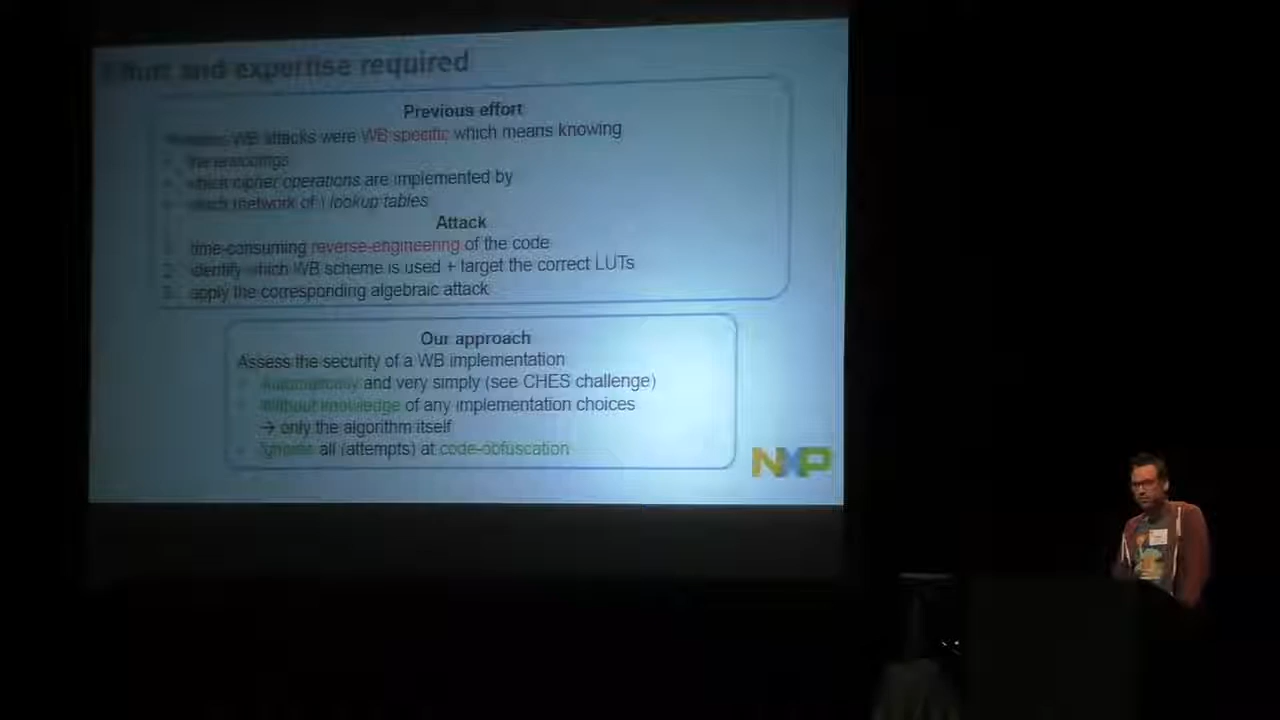 Effort and expertise required
Previous effort
Previous WB attacks were WB specific which means knowing
the encodings
which cipher operations are implemented by
which (network of) lookup tables
Attack
1. time-consuming reverse-engineering of the code
2. identify which WB scheme is used + target the correct LUTs
3. apply the corresponding algebraic attack
Our approach
Assess the security of a WB implementation
Automatically and very simply (see CHES challenge)
Without knowledge of any implementation choices
→ only the algorithm itself
Ignores all (attempts) at code-obfuscation
NXP